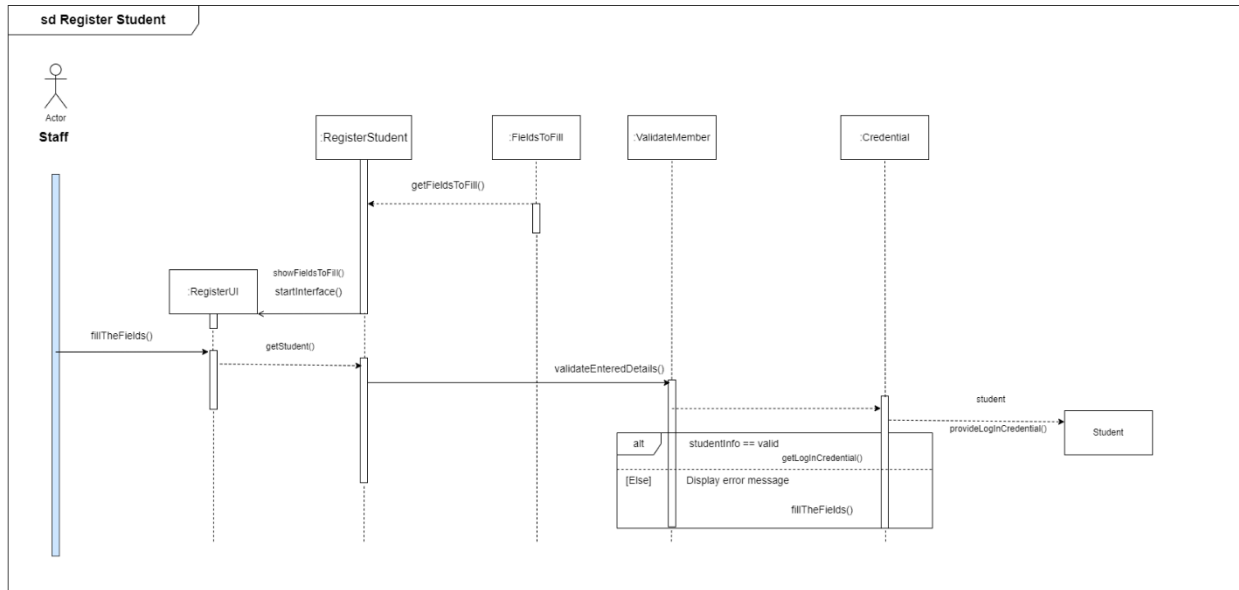 sd Register Student
Actor
Staff
:RegisterStudent
:FieldsToFill
:ValidateMember
:Credential
getFieldsToFill()
showFieldsToFill()
:RegisterUI
startInterface()
fillTheFields()
getStudent()
validateEnteredDetails()
student
provideLogInCredential()
Student
alt
studentInfo == valid
getLogInCredential()
[Else]
Display error message
fillTheFields()